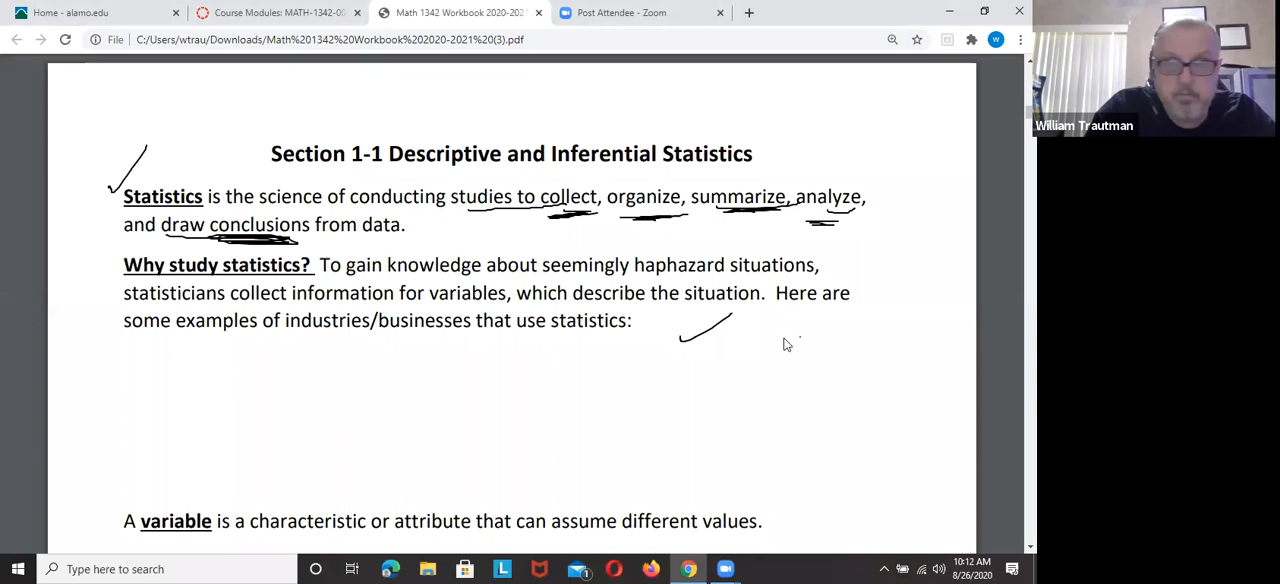 Home - alamo.edu
Course Modules: MATH-1342-00
Math 1342 Workbook 2020-202
Post Attendee - Zoom
File
C:/Users/wtrau/Downloads/Math%201342%20Workbook%202020-2021%20(3).pdf
W
William Trautman
Section 1-1 Descriptive and Inferential Statistics
Statistics is the science of conducting studies to collect, organize, summarize, analyze,
and draw conclusions from data.
Why study statistics? To gain knowledge about seemingly haphazard situations,
statisticians collect information for variables, which describe the situation. Here are
some examples of industries/businesses that use statistics:
A variable is a characteristic or attribute that can assume different values.
Type here to search
L
1
10:12 AM
8/26/2020